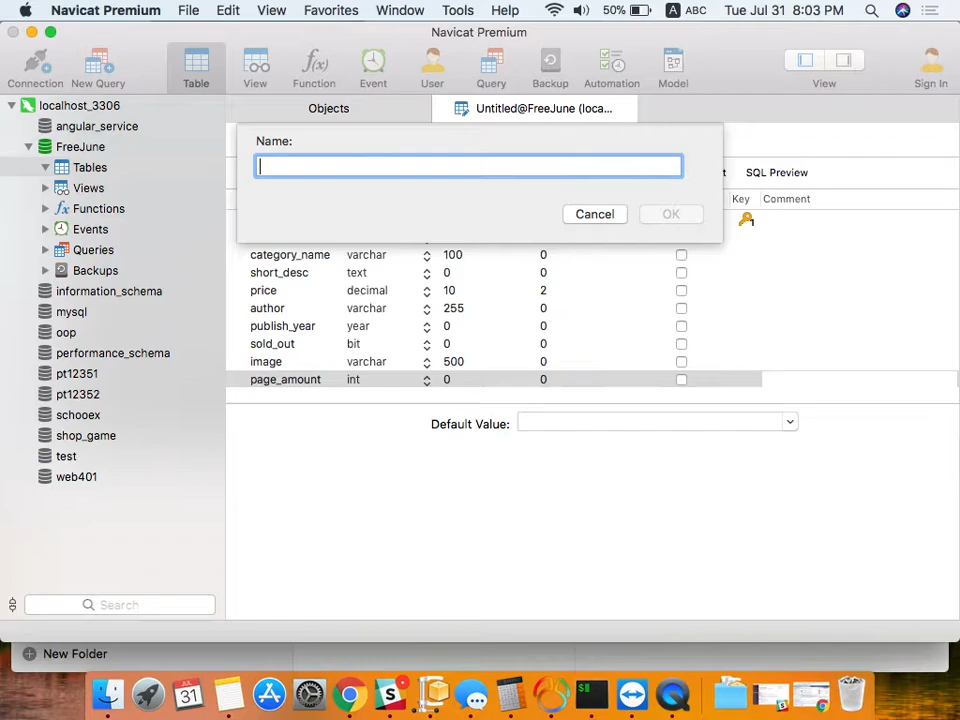 Navicat Premium File Edit View Favorites Window Tools Help 50% A ABC Tue Jul 31 8:03 PM
Navicat Premium
Connection New Query Table View Function Event User Query Backup Automation Model View Sign In
localhost_3306
angular_service
FreeJune
Tables
Views
Functions
Events
Queries
Backups
information_schema
mysql
oop
performance_schema
pt12351
pt12352
schooex
shop_game
test
web401
Search
Objects Untitled@FreeJune (loca...
Name:
Cancel OK
SQL Preview
Key Comment
1
category_name varchar 100 0
short_desc text 0 0
price decimal 10 2
author varchar 255 0
publish_year year 0 0
sold_out bit 0 0
image varchar 500 0
page_amount int 0 0
Default Value:
New Folder
31